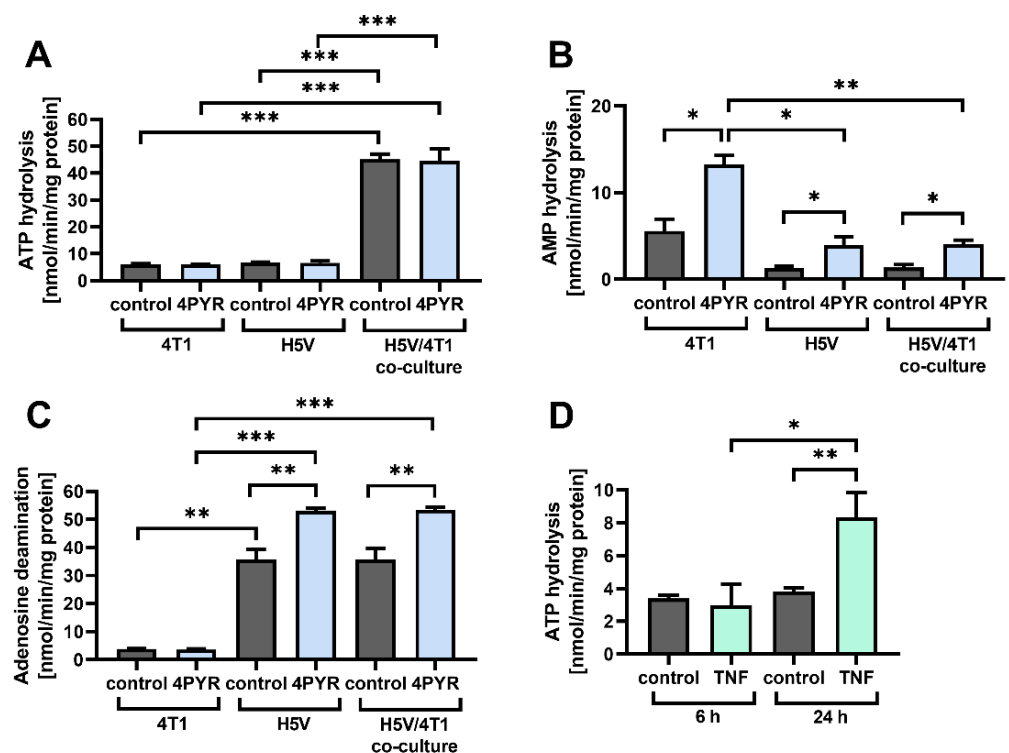 A
***
***
***
***
ATP hydrolysis
[nmol/min/mg protein]
60
50
40
30
20
10
0
control 4PYR control 4PYR control 4PYR
4T1 H5V H5V/4T1
co-culture
B
**
* *
* *
AMP hydrolysis
[nmol/min/mg protein]
20
10
0
control 4PYR control 4PYR control 4PYR
4T1 H5V H5V/4T1
co-culture
C
***
***
** **
**
Adenosine deamination
[nmol/min/mg protein]
60
50
40
30
20
10
0
control 4PYR control 4PYR control 4PYR
4T1 H5V H5V/4T1
co-culture
D
*
**
ATP hydrolysis
[nmol/min/mg protein]
10
8
6
4
2
0
control TNF control TNF
6 h 24 h